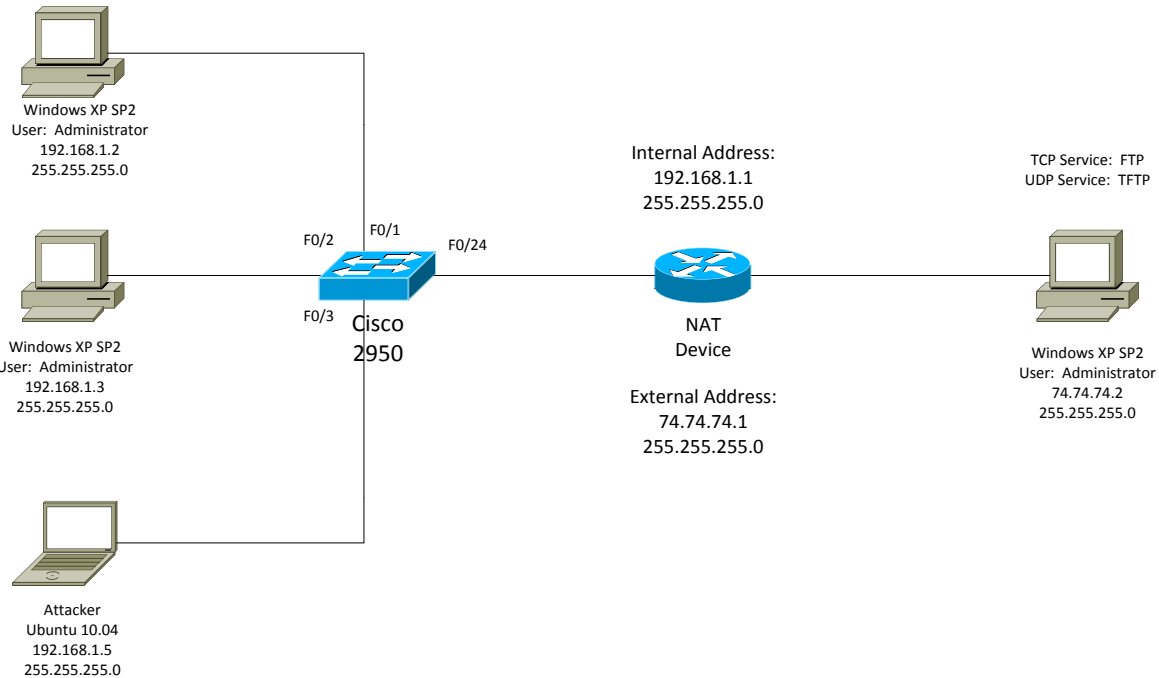 Windows XP SP2
User: Administrator
192.168.1.2
255.255.255.0
Internal Address:
192.168.1.1
255.255.255.0
TCP Service: FTP
UDP Service: TFTP
F0/1
F0/2
F0/24
F0/3
Cisco
2950
NAT
Device
Windows XP SP2
User: Administrator
192.168.1.3
255.255.255.0
Windows XP SP2
User: Administrator
74.74.74.2
255.255.255.0
External Address:
74.74.74.1
255.255.255.0
Attacker
Ubuntu 10.04
192.168.1.5
255.255.255.0